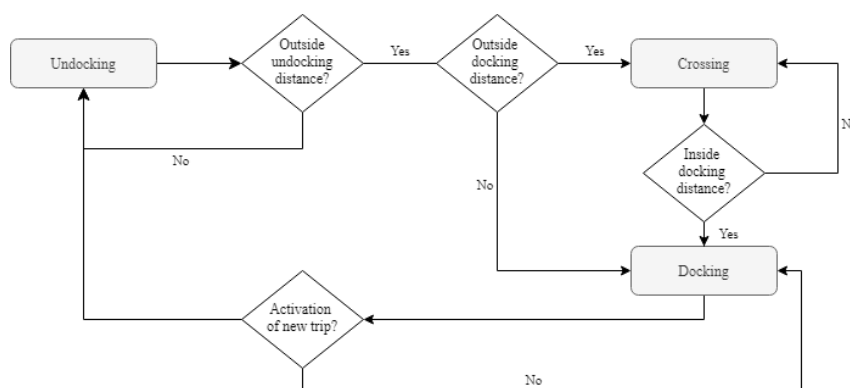 Undocking
Outside
undocking
distance?
Yes
Outside
docking
distance?
Yes
Crossing
No
No
Inside
docking
distance?
Yes
Docking
Activation
of new trip?
No